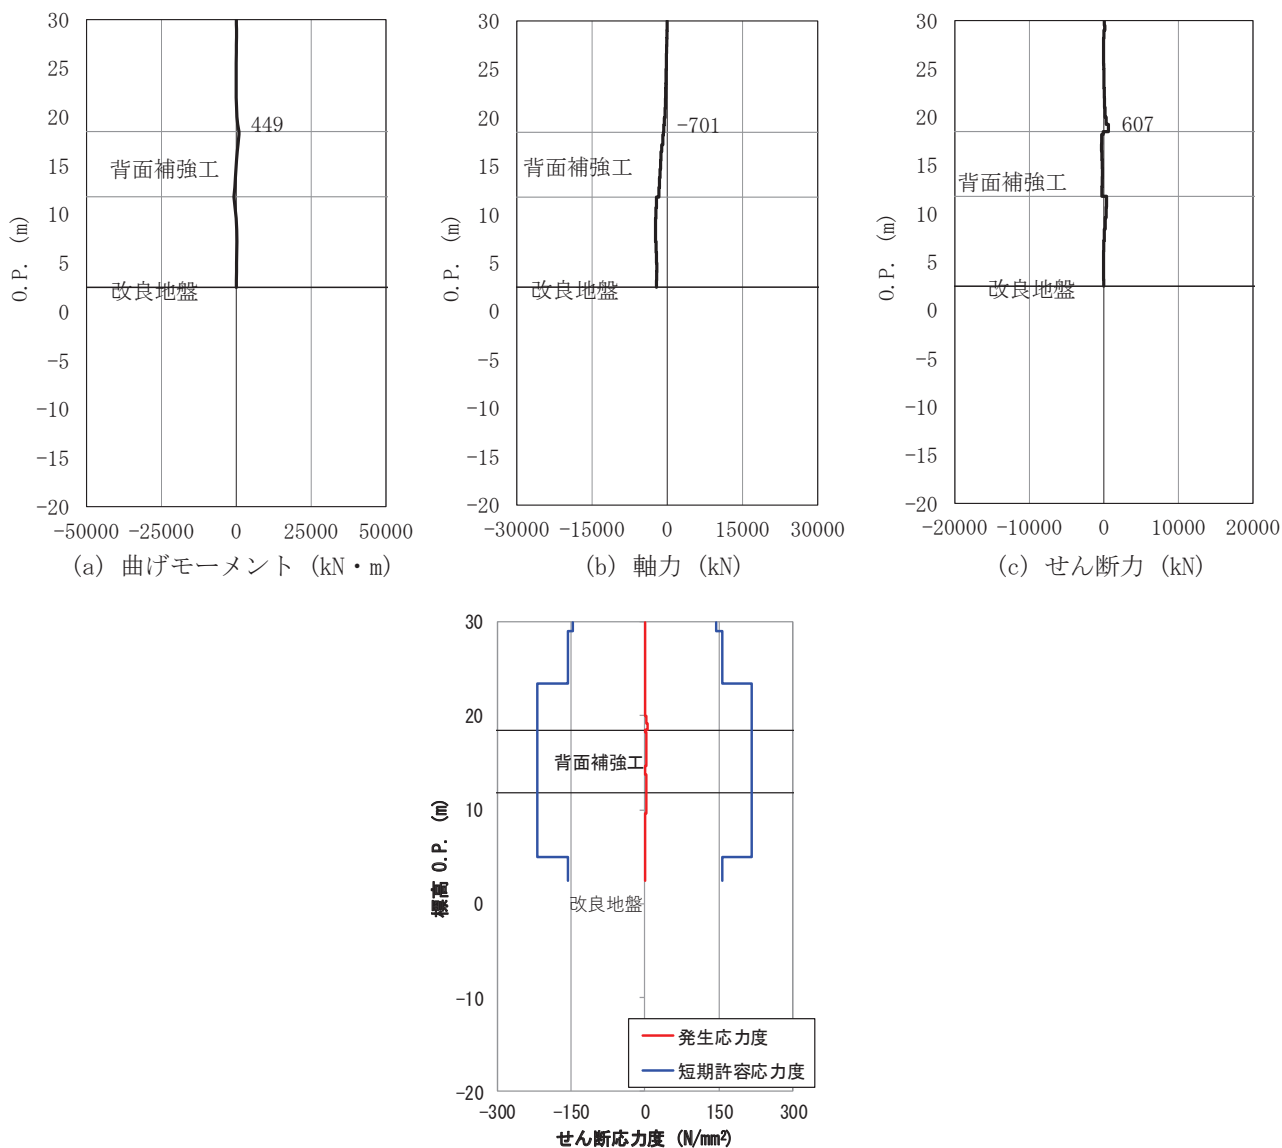 30
25
20
15
10
5
0
-5
-10
-15
-20
O.P. (m)
449
背面補強工
改良地盤
-50000 -25000 0 25000 50000
(a) 曲げモーメント (kN・m)
30
25
20
15
10
5
0
-5
-10
-15
-20
O.P. (m)
-701
背面補強工
改良地盤
-30000 -15000 0 15000 30000
(b) 軸力 (kN)
30
25
20
15
10
5
0
-5
-10
-15
-20
O.P. (m)
607
背面補強工
改良地盤
-20000 -10000 0 10000 20000
(c) せん断力 (kN)
30
20
10
0
-10
-20
標高 O.P. (m)
背面補強工
改良地盤
発生応力度
短期許容応力度
-300 -150 0 150 300
せん断応力度 (N/mm²)